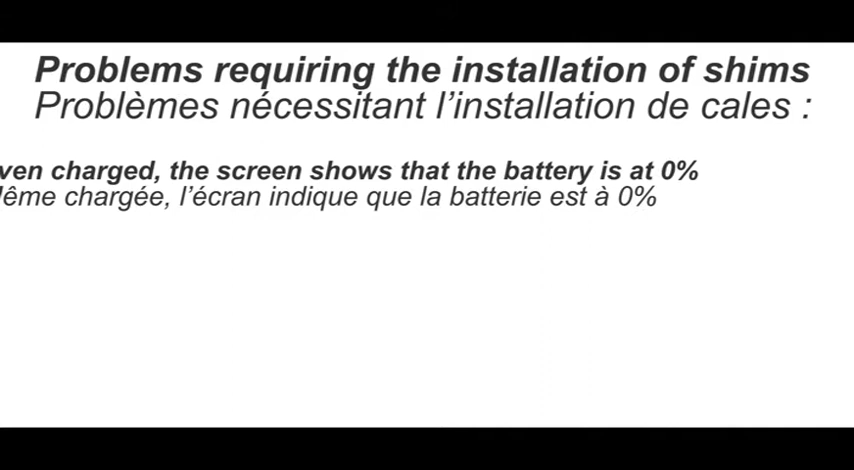 Problems requiring the installation of shims
Problèmes nécessitant l’installation de cales :
ven charged, the screen shows that the battery is at 0%
ême chargée, l’écran indique que la batterie est à 0%